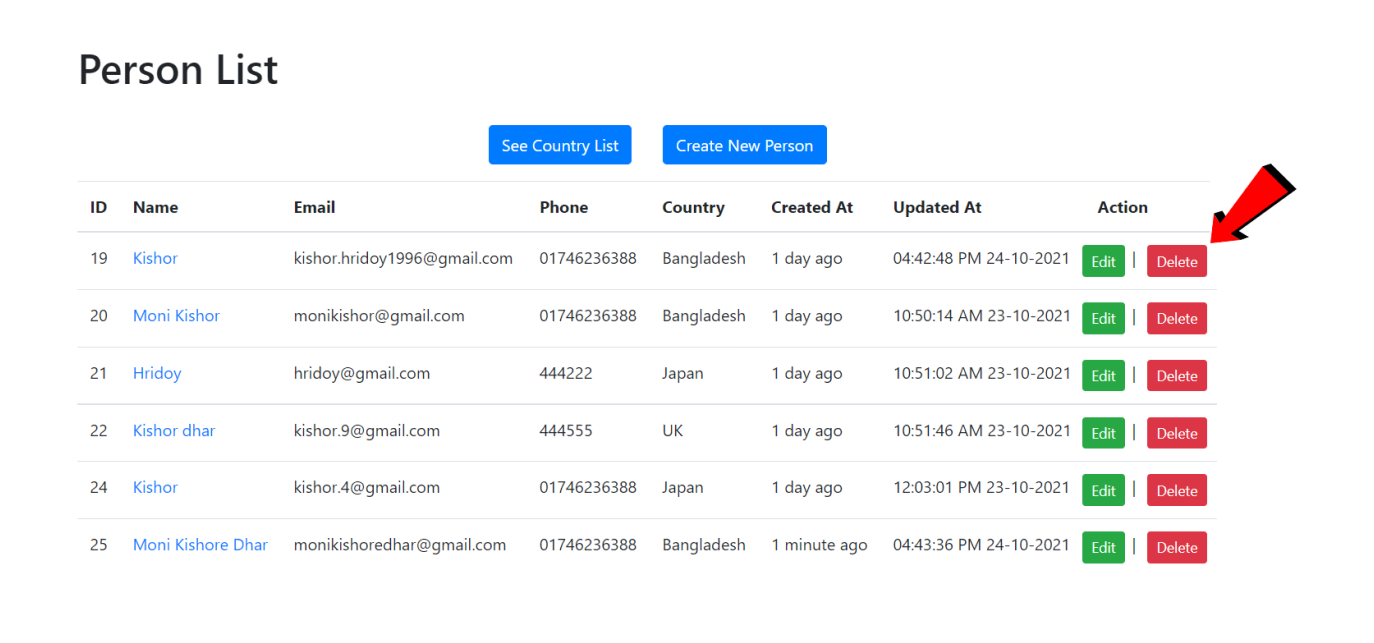 Person List
See Country List Create New Person
ID Name Email Phone Country Created At Updated At Action
19 Kishor kishor.hridoy1996@gmail.com 01746236388 Bangladesh 1 day ago 04:42:48 PM 24-10-2021 Edit | Delete
20 Moni Kishor monikishor@gmail.com 01746236388 Bangladesh 1 day ago 10:50:14 AM 23-10-2021 Edit | Delete
21 Hridoy hridoy@gmail.com 444222 Japan 1 day ago 10:51:02 AM 23-10-2021 Edit | Delete
22 Kishor dhar kishor.9@gmail.com 444555 UK 1 day ago 10:51:46 AM 23-10-2021 Edit | Delete
24 Kishor kishor.4@gmail.com 01746236388 Japan 1 day ago 12:03:01 PM 23-10-2021 Edit | Delete
25 Moni Kishore Dhar monikishoredhar@gmail.com 01746236388 Bangladesh 1 minute ago 04:43:36 PM 24-10-2021 Edit | Delete